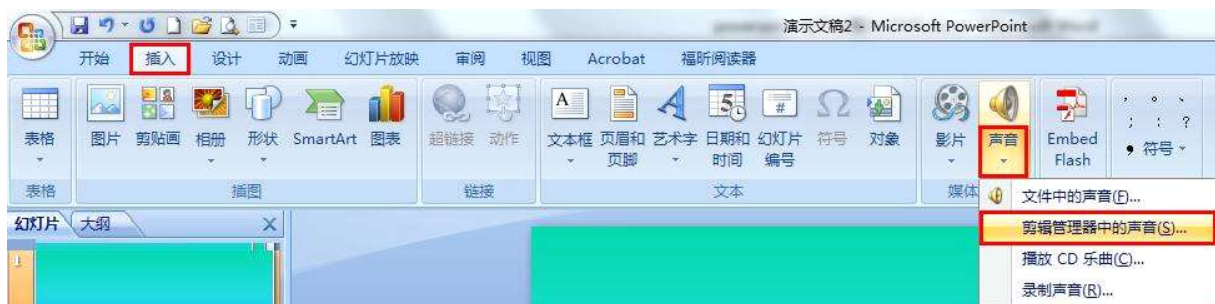 演示文稿2 - Microsoft PowerPoint
开始 插入 设计 动画 幻灯片放映 审阅 视图 Acrobat 福昕阅读器
表格 图片 剪贴画 相册 形状 SmartArt 图表 超链接 动作 文本框 页眉和页脚 艺术字 日期和时间 幻灯片编号 符号 对象 影片 声音 Embed Flash 符号
表格 插图 链接 文本 媒体
文件中的声音(F)...
幻灯片 大纲
剪辑管理器中的声音(S)...
1
播放 CD 乐曲(C)...
录制声音(R)...